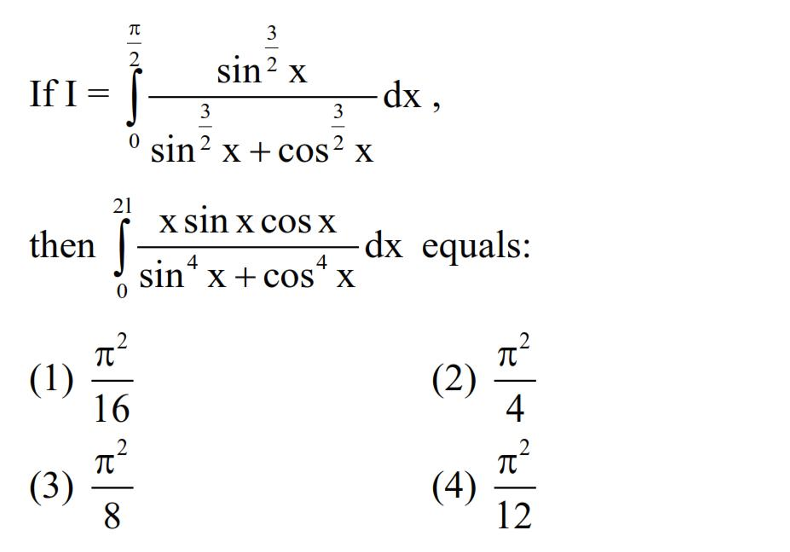 If I = ∫₀^(π/2) (sin^(3/2) x)/(sin^(3/2) x + cos^(3/2) x) dx ,
then ∫₀^(21) (x sin x cos x)/(sin⁴ x + cos⁴ x) dx equals:
(1) π²/16 (2) π²/4
(3) π²/8 (4) π²/12